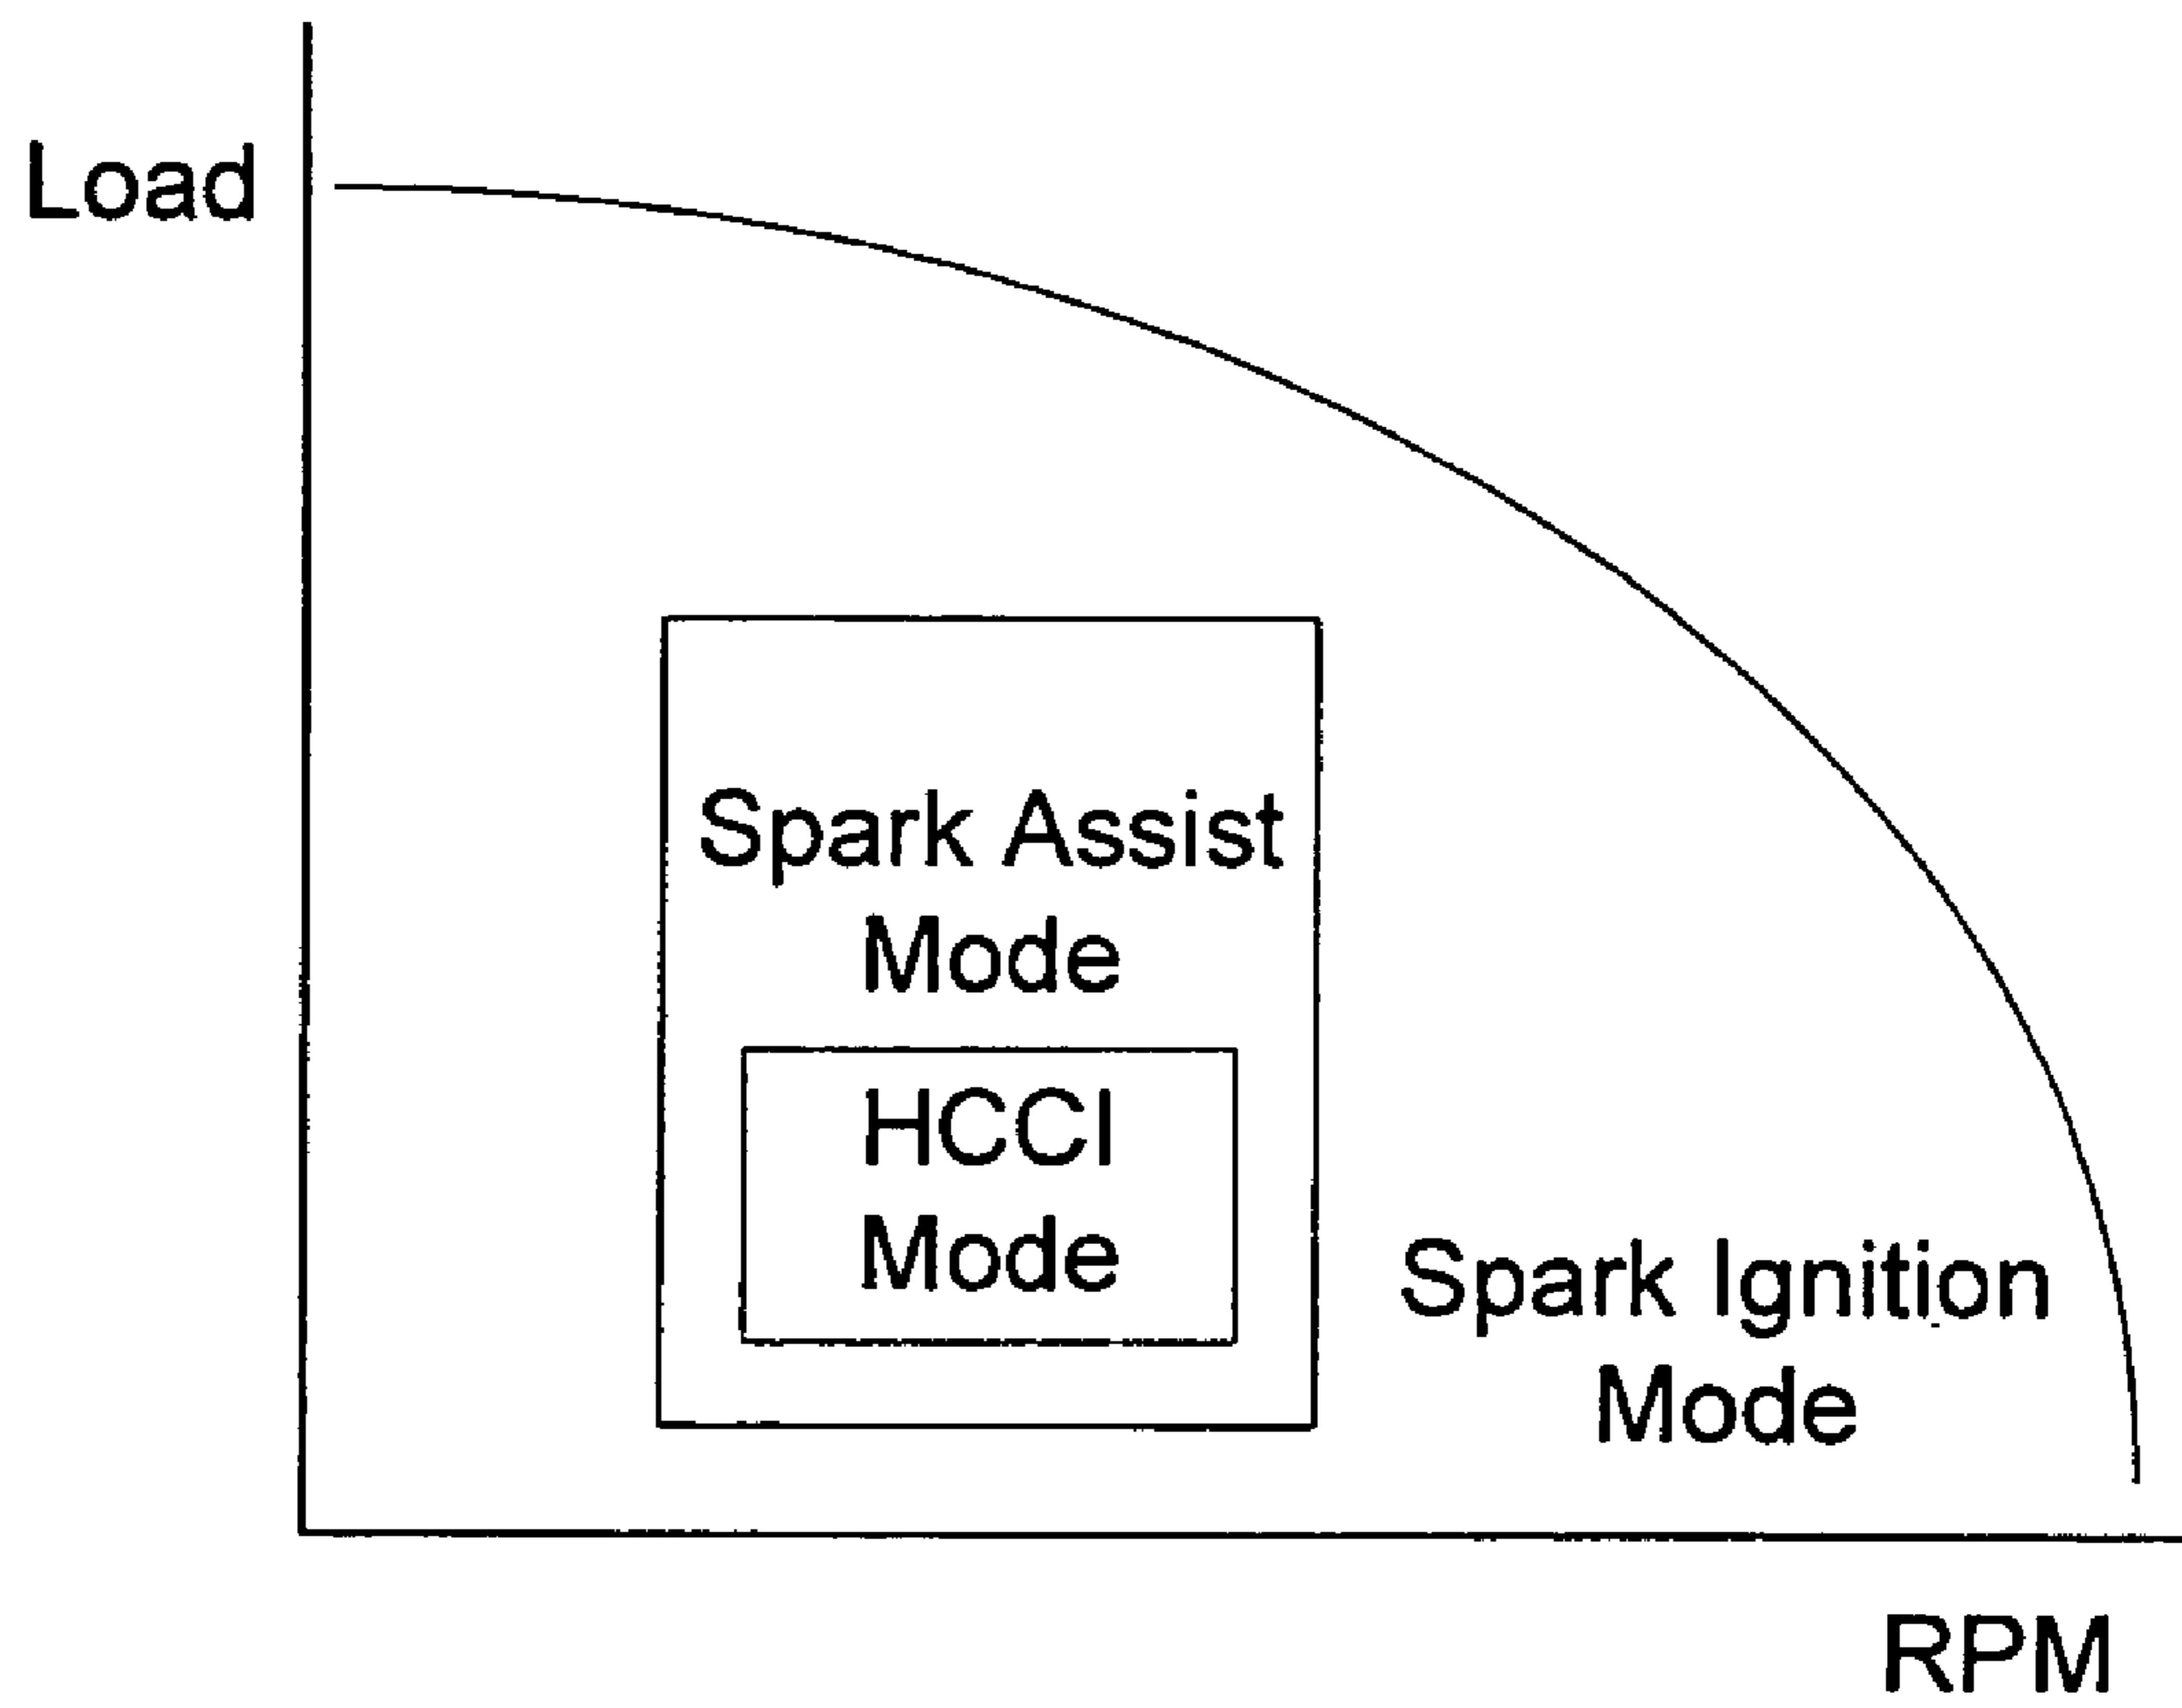 Load
Spark Assist
Mode
HCCI
Mode
Spark Ignition
Mode
RPM